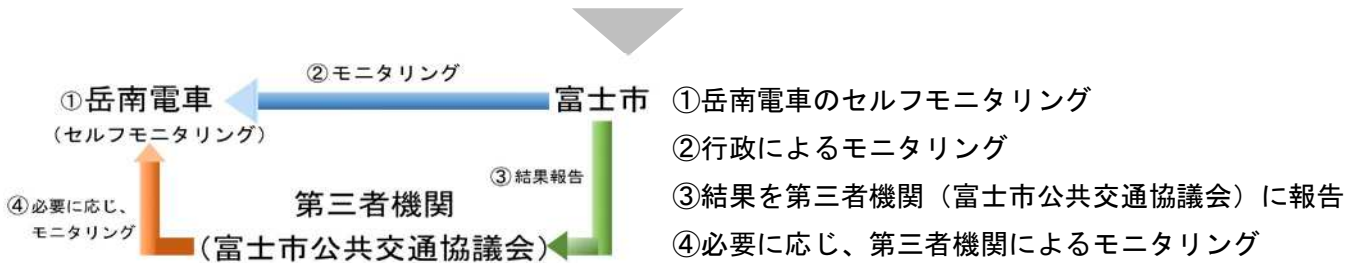 ②モニタリング
①岳南電車
富士市
（セルフモニタリング）
③結果報告
④必要に応じ、
モニタリング
第三者機関
（富士市公共交通協議会）
①岳南電車のセルフモニタリング
②行政によるモニタリング
③結果を第三者機関（富士市公共交通協議会）に報告
④必要に応じ、第三者機関によるモニタリング